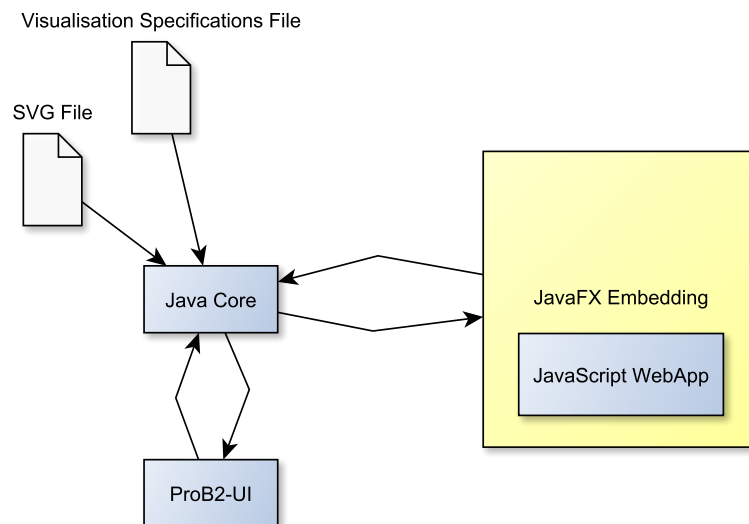 Visualisation Specifications File
SVG File
Java Core
JavaFX Embedding
JavaScript WebApp
ProB2-UI